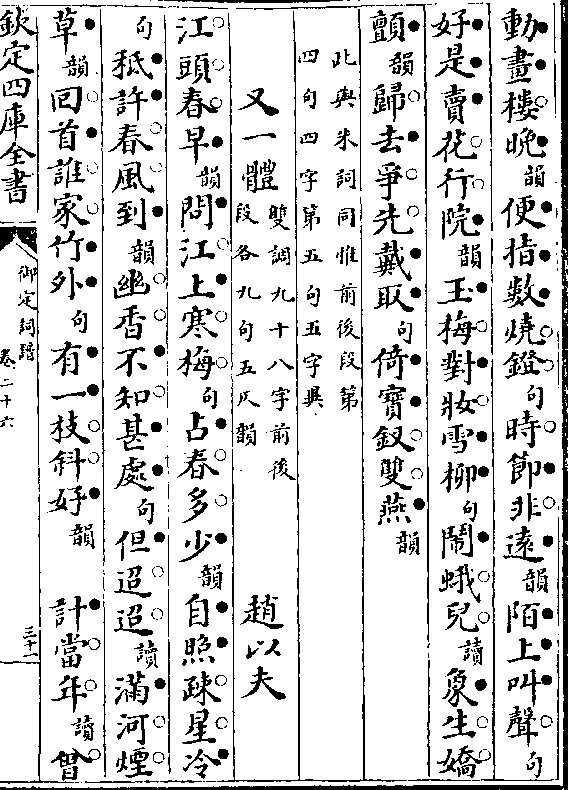 動畫樓晚韻便指數燒鐙句時節非遠韻陌上叫聲句
好是賣花行院韻玉梅對妝雪柳句鬧蛾兒讀象生嬌
顫韻歸去爭先戴取句倚寶釵雙燕韻
此與朱詞同惟前後段第
四句四字第五句五字異
又一體雙調九十八字前後
段各九句五仄韻趙以夫
江頭春早韻問江上寒梅句占春多少韻自照疎星冷
句秪許春風到韻幽香不知甚處句但迢迢讀滿河煙
草韻回首誰家竹外句有一枝斜好韻計當年讀曾
欽定四庫全書
御定詞譜
卷二十六
三十一